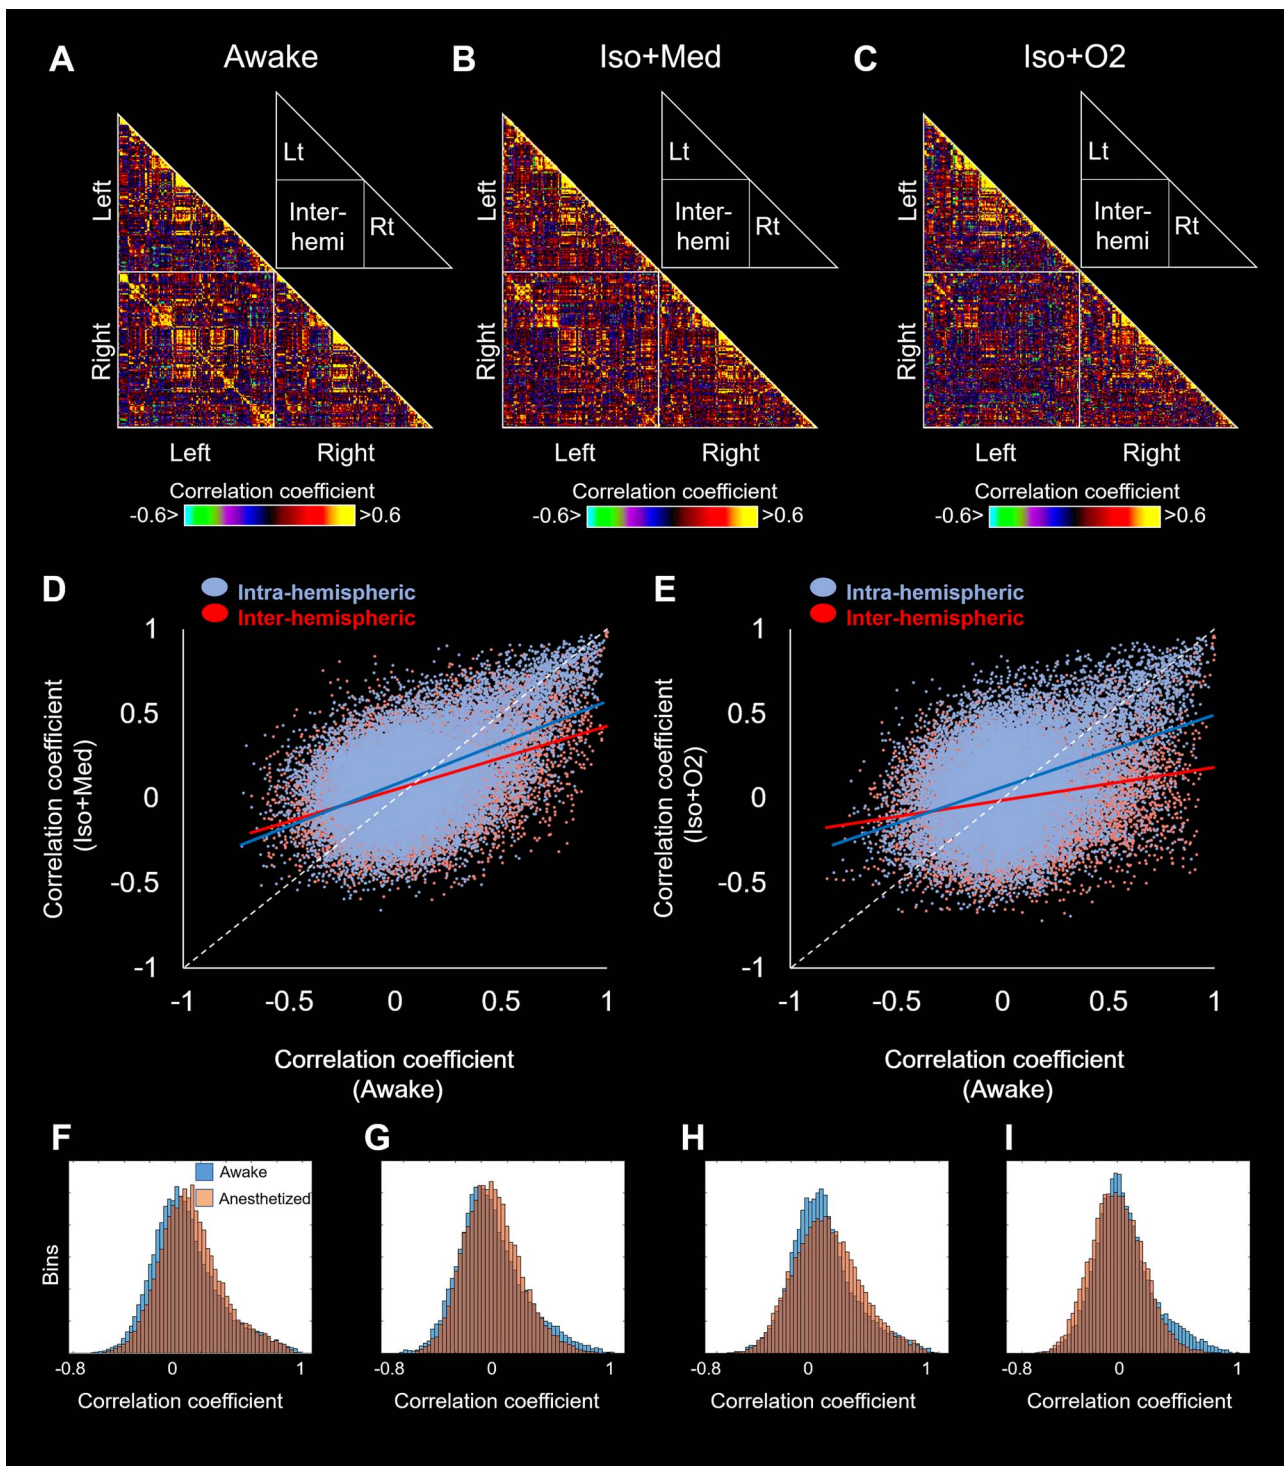 A
Awake
B
Iso+Med
C
Iso+O2
Lt
Inter-
hemi
Rt
Left
Right
Left
Right
Correlation coefficient
-0.6>
>0.6
Lt
Inter-
hemi
Rt
Left
Right
Left
Right
Correlation coefficient
-0.6>
>0.6
Lt
Inter-
hemi
Rt
Left
Right
Left
Right
Correlation coefficient
-0.6>
>0.6
D
Intra-hemispheric
Inter-hemispheric
1
0.5
0
-0.5
-1
Correlation coefficient
(Iso+Med)
-1
-0.5
0
0.5
1
Correlation coefficient
(Awake)
E
Intra-hemispheric
Inter-hemispheric
1
0.5
0
-0.5
-1
Correlation coefficient
(Iso+O2)
-1
-0.5
0
0.5
1
Correlation coefficient
(Awake)
F
Awake
Anesthetized
Bins
-0.8
0
1
Correlation coefficient
G
-0.8
0
1
Correlation coefficient
H
-0.8
0
1
Correlation coefficient
I
-0.8
0
1
Correlation coefficient